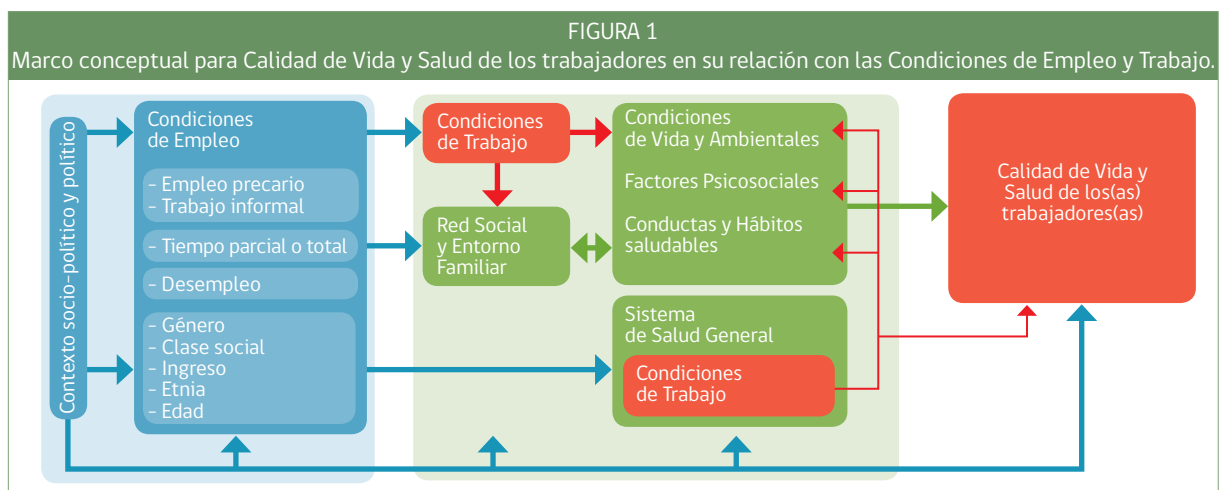 FIGURA 1
Marco conceptual para Calidad de Vida y Salud de los trabajadores en su relación con las Condiciones de Empleo y Trabajo.
Contexto socio-político y político
Condiciones
de Empleo
- Empleo precario
- Trabajo informal
- Tiempo parcial o total
- Desempleo
- Género
- Clase social
- Ingreso
- Etnia
- Edad
Condiciones
de Trabajo
Red Social
y Entorno
Familiar
Condiciones
de Vida y Ambientales
Factores Psicosociales
Conductas y Hábitos
saludables
Sistema
de Salud General
Condiciones
de Trabajo
Calidad de Vida y
Salud de los(as)
trabajadores(as)